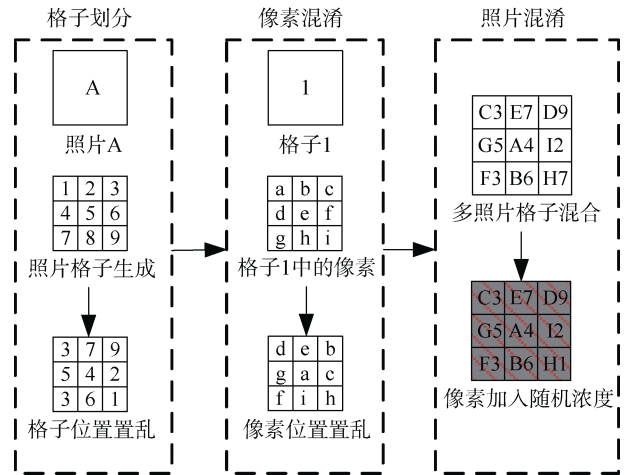 格子划分
A
照片A
1 2 3
4 5 6
7 8 9
照片格子生成
3 7 9
5 4 2
3 6 1
格子位置置乱
像素混淆
1
格子1
a b c
d e f
g h i
格子1中的像素
d e b
g a c
f i h
像素位置置乱
照片混淆
C3 E7 D9
G5 A4 I2
F3 B6 H7
多照片格子混合
C3 E7 D9
G5 A4 I2
F3 B6 H1
像素加入随机浓度